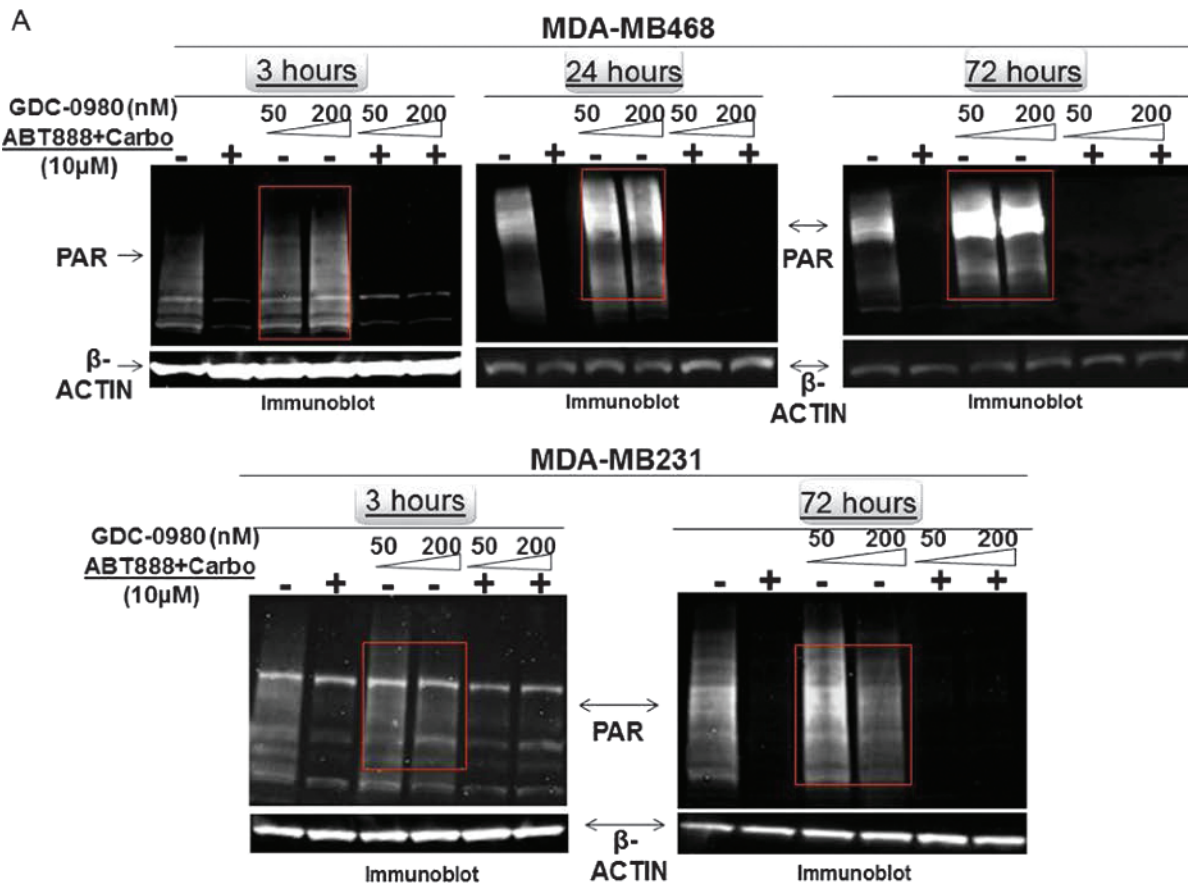 A
MDA-MB468
3 hours 24 hours 72 hours
GDC-0980 (nM) 50 200 50 200 50 200 50 200 50 200 50 200
ABT888+Carbo
(10µM) - + - - + + - + - - + + - + - - + +
PAR → ↔ PAR
β-ACTIN → ↔ β-ACTIN
Immunoblot Immunoblot Immunoblot
MDA-MB231
3 hours 72 hours
GDC-0980 (nM) 50 200 50 200 50 200 50 200
ABT888+Carbo
(10µM) - + - - + + - + - - + +
↔
PAR
↔
β-
ACTIN
Immunoblot Immunoblot